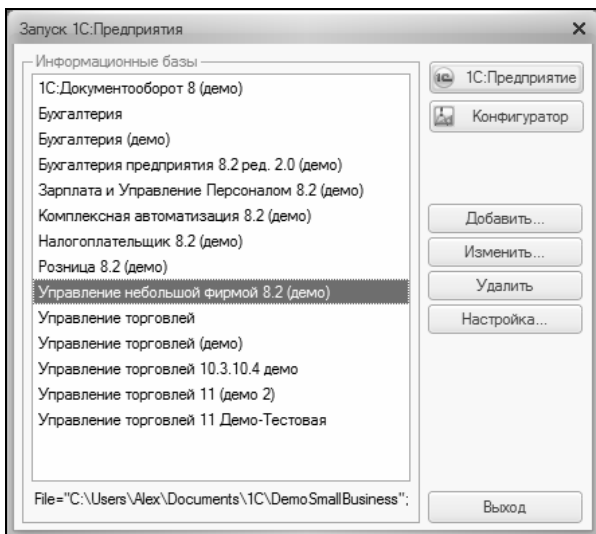 Запуск 1С:Предприятия
Информационные базы
1С:Документооборот 8 (демо)
Бухгалтерия
Бухгалтерия (демо)
Бухгалтерия предприятия 8.2 ред. 2.0 (демо)
Зарплата и Управление Персоналом 8.2 (демо)
Комплексная автоматизация 8.2 (демо)
Налогоплательщик 8.2 (демо)
Розница 8.2 (демо)
Управление небольшой фирмой 8.2 (демо)
Управление торговлей
Управление торговлей (демо)
Управление торговлей 10.3.10.4 демо
Управление торговлей 11 (демо 2)
Управление торговлей 11 Демо-Тестовая
File="C:\Users\Alex\Documents\1C\DemoSmallBusiness";
1С:Предприятие
Конфигуратор
Добавить...
Изменить...
Удалить
Настройка...
Выход